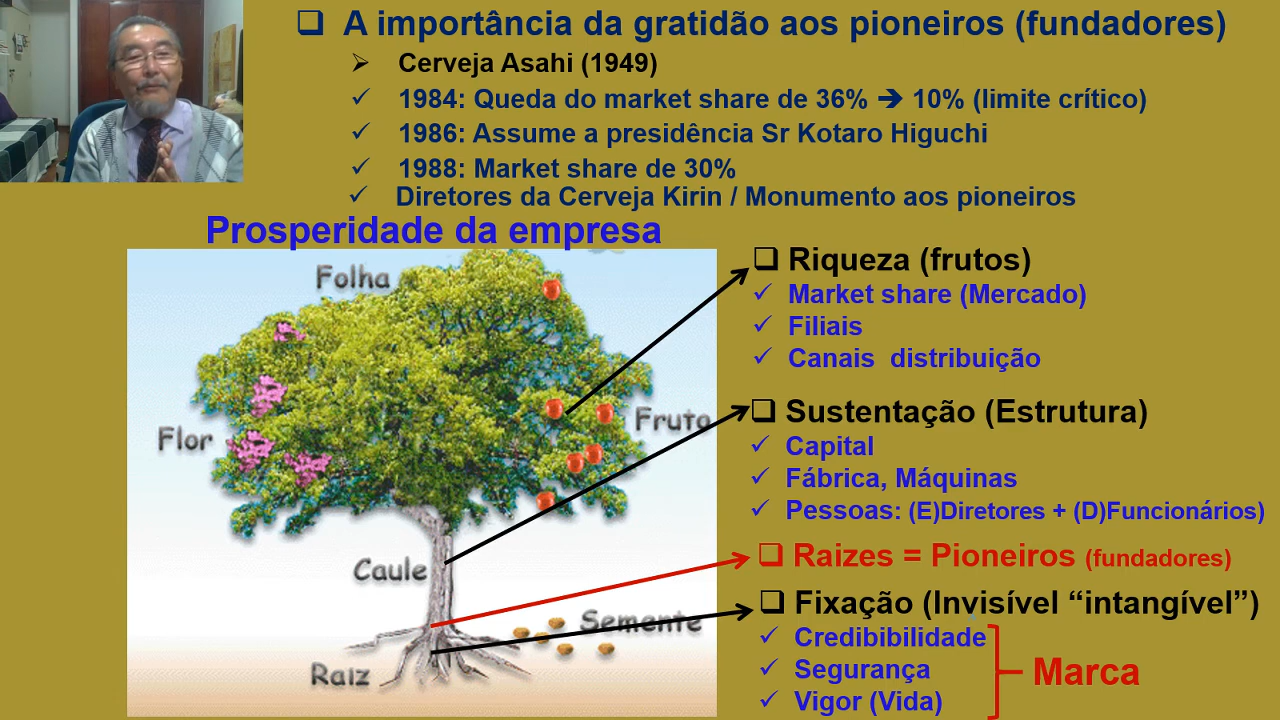 A importância da gratidão aos pioneiros (fundadores)
Cerveja Asahi (1949)
1984: Queda do market share de 36% ➔ 10% (limite crítico)
1986: Assume a presidência Sr Kotaro Higuchi
1988: Market share de 30%
Diretores da Cerveja Kirin / Monumento aos pioneiros
Prosperidade da empresa
Folha
Flor
Fruto
Caule
Semente
Raiz
Riqueza (frutos)
Market share (Mercado)
Filiais
Canais distribuição
Sustentação (Estrutura)
Capital
Fábrica, Máquinas
Pessoas: (E)Diretores + (D)Funcionários)
Raizes = Pioneiros (fundadores)
Fixação (Invisível “intangível”)
Credibibilidade
Segurança
Vigor (Vida)
Marca